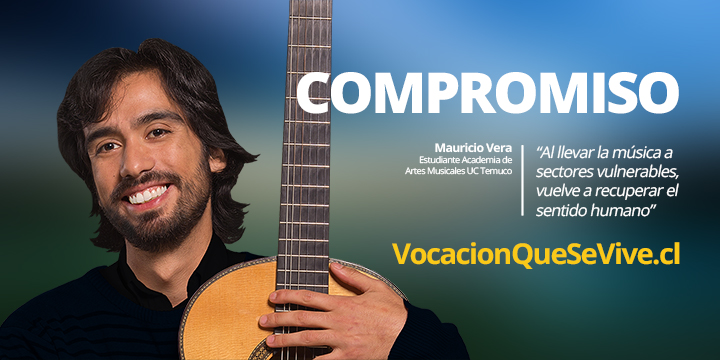 COMPROMISO
Mauricio Vera
Estudiante Academia de
Artes Musicales UC Temuco
“Al llevar la música a
sectores vulnerables,
vuelve a recuperar el
sentido humano”
VocacionQueSeVive.cl